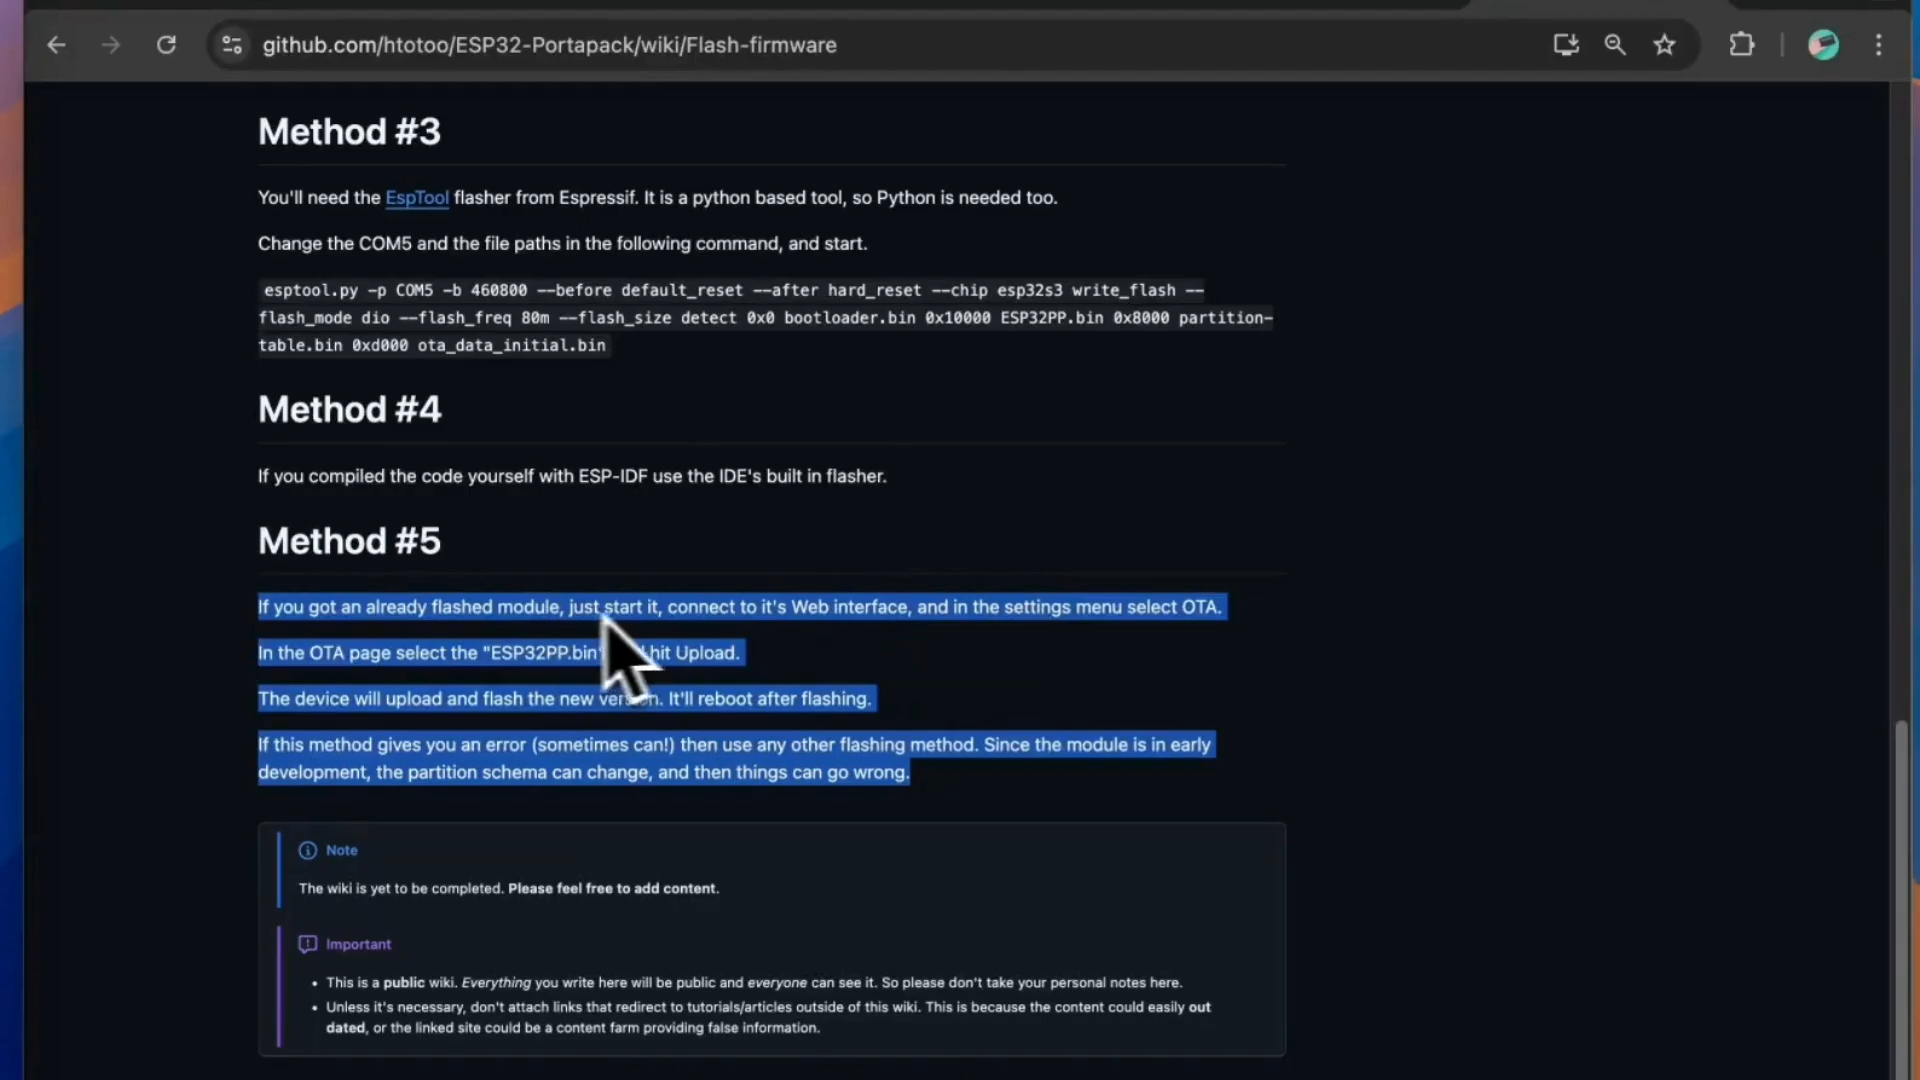 github.com/htotoo/ESP32-Portapack/wiki/Flash-firmware
Method #3
You'll need the EspTool flasher from Espressif. It is a python based tool, so Python is needed too.
Change the COM5 and the file paths in the following command, and start.
esptool.py -p COM5 -b 460800 --before default_reset --after hard_reset --chip esp32s3 write_flash --
flash_mode dio --flash_freq 80m --flash_size detect 0x0 bootloader.bin 0x10000 ESP32PP.bin 0x8000 partition-
table.bin 0xd000 ota_data_initial.bin
Method #4
If you compiled the code yourself with ESP-IDF use the IDE's built in flasher.
Method #5
If you got an already flashed module, just start it, connect to it's Web interface, and in the settings menu select OTA.
In the OTA page select the "ESP32PP.bin" hit Upload.
The device will upload and flash the new version. It'll reboot after flashing.
If this method gives you an error (sometimes can!) then use any other flashing method. Since the module is in early
development, the partition schema can change, and then things can go wrong.
Note
The wiki is yet to be completed. Please feel free to add content.
Important
• This is a public wiki. Everything you write here will be public and everyone can see it. So please don't take your personal notes here.
• Unless it's necessary, don't attach links that redirect to tutorials/articles outside of this wiki. This is because the content could easily out
dated, or the linked site could be a content farm providing false information.